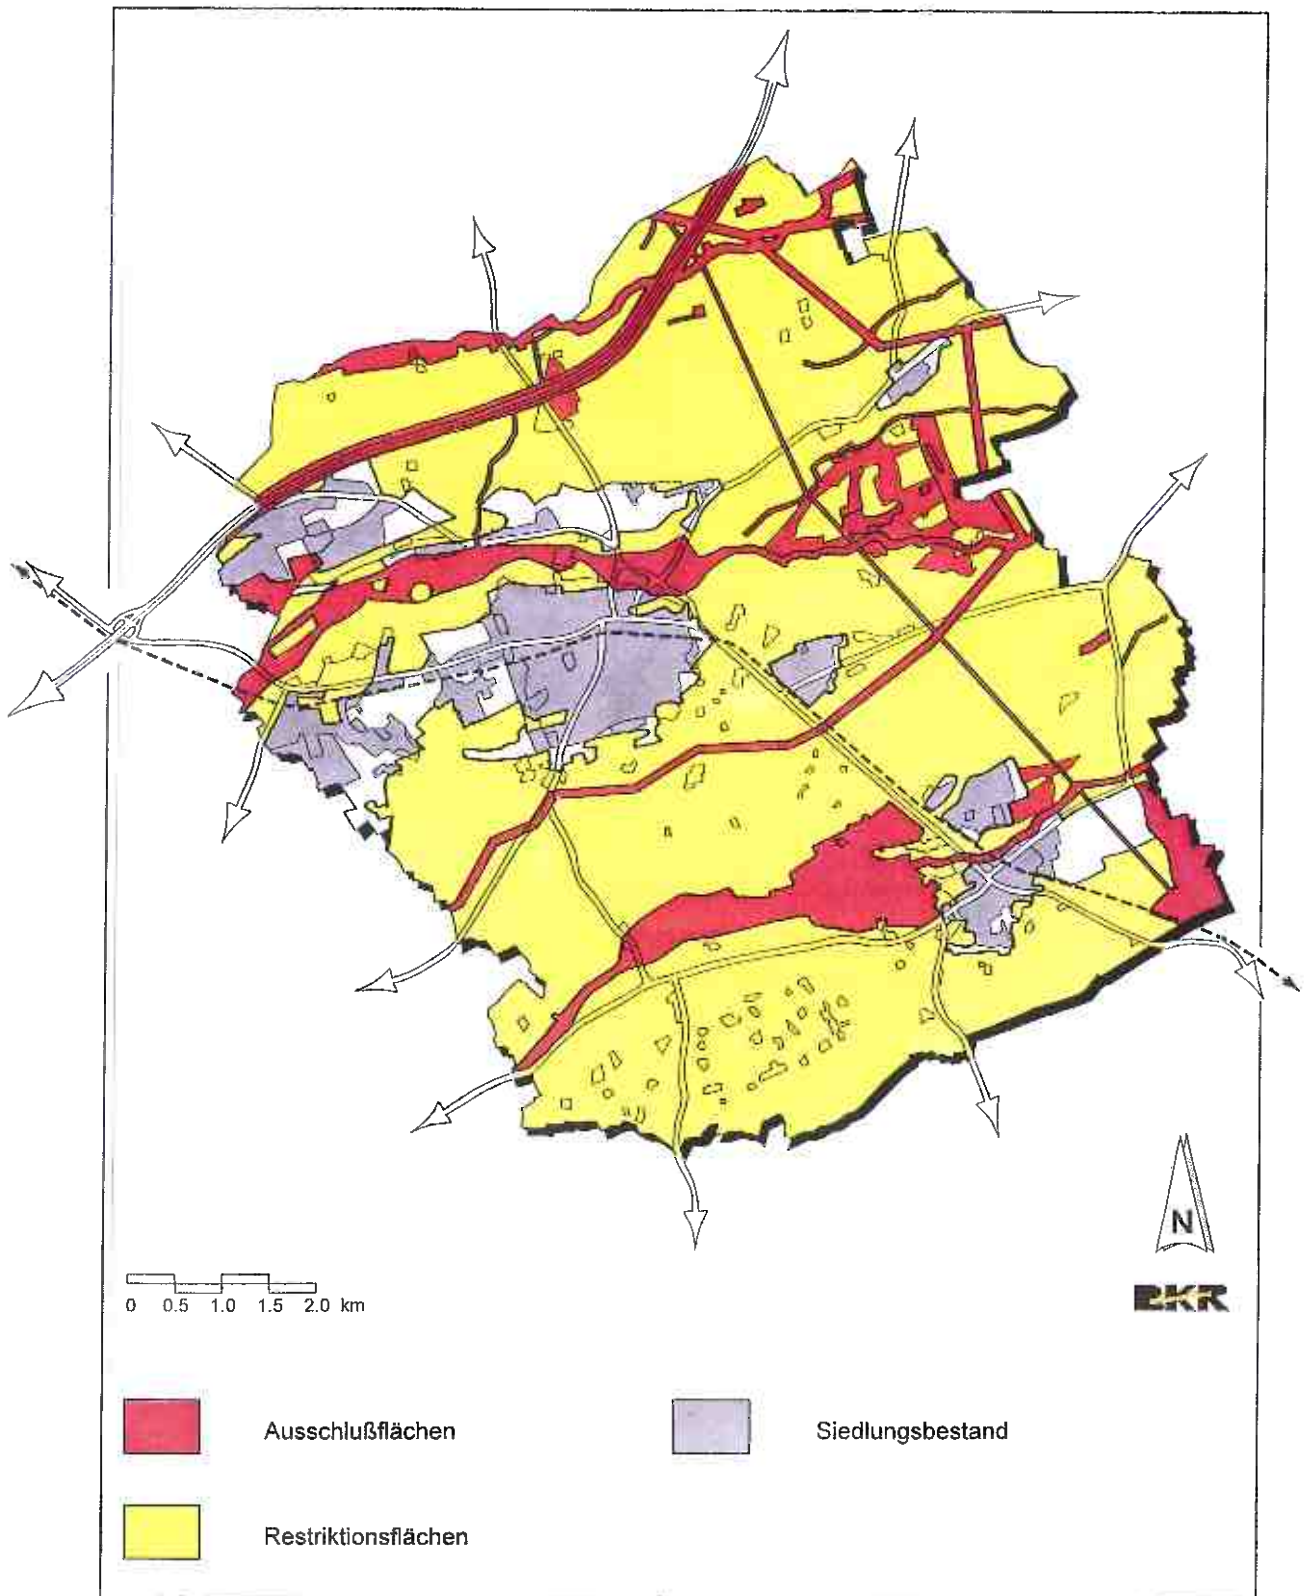 N
BKR
0 0.5 1.0 1.5 2.0 km
Ausschlußflächen
Siedlungsbestand
Restriktionsflächen